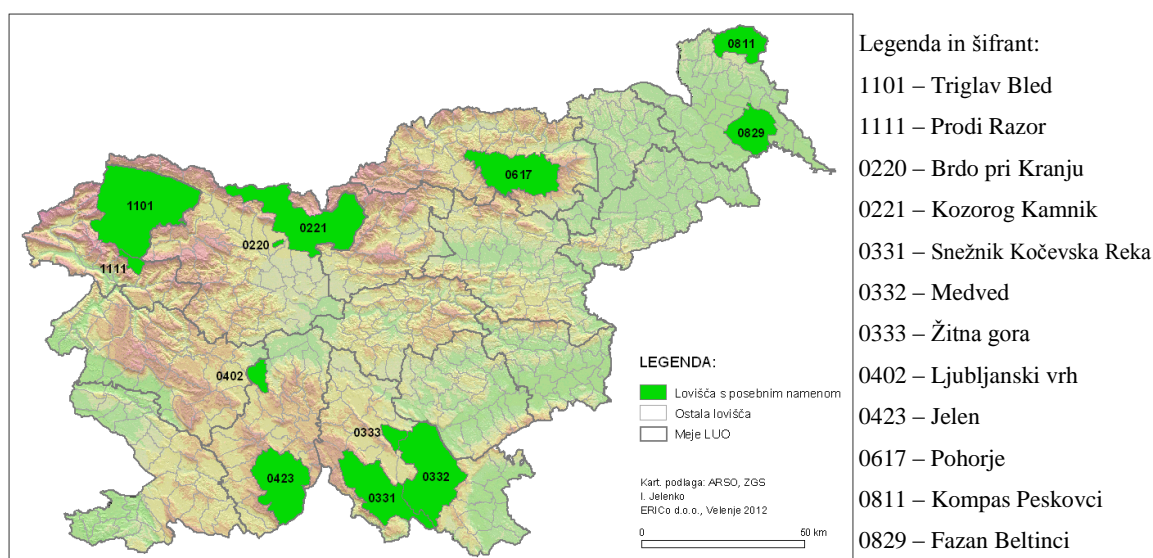 0811
0829
0617
1101
0221
0220
1111
0402
0333
0332
0423
0331
LEGENDA:
Lovišča s posebnim namenom
Ostala lovišča
Meje LUO
Kart. podlaga: ARSO, ZGS
I. Jelenko
ERICo d.o.o., Velenje 2012
0 50 km
Legenda in šifrant:
1101 – Triglav Bled
1111 – Prodi Razor
0220 – Brdo pri Kranju
0221 – Kozorog Kamnik
0331 – Snežnik Kočevska Reka
0332 – Medved
0333 – Žitna gora
0402 – Ljubljanski vrh
0423 – Jelen
0617 – Pohorje
0811 – Kompas Peskovci
0829 – Fazan Beltinci